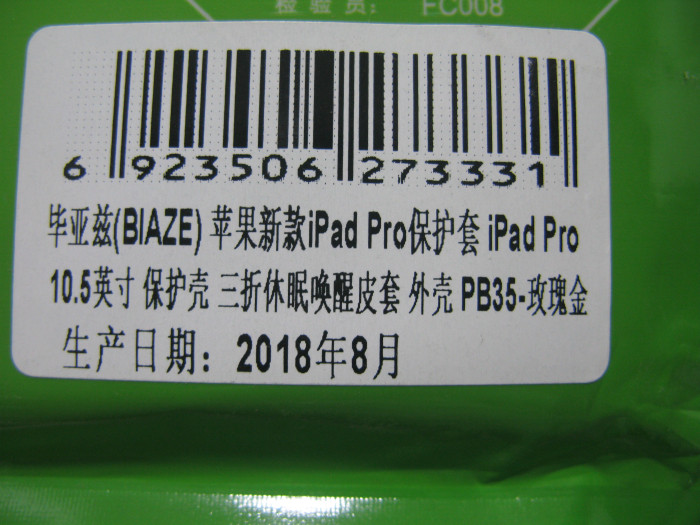 检验员： FC008
6 923506 273331
毕亚兹(BIAZE) 苹果新款iPad Pro保护套 iPad Pro
10.5英寸 保护壳 三折休眠唤醒皮套 外壳 PB35-玫瑰金
生产日期：2018年8月